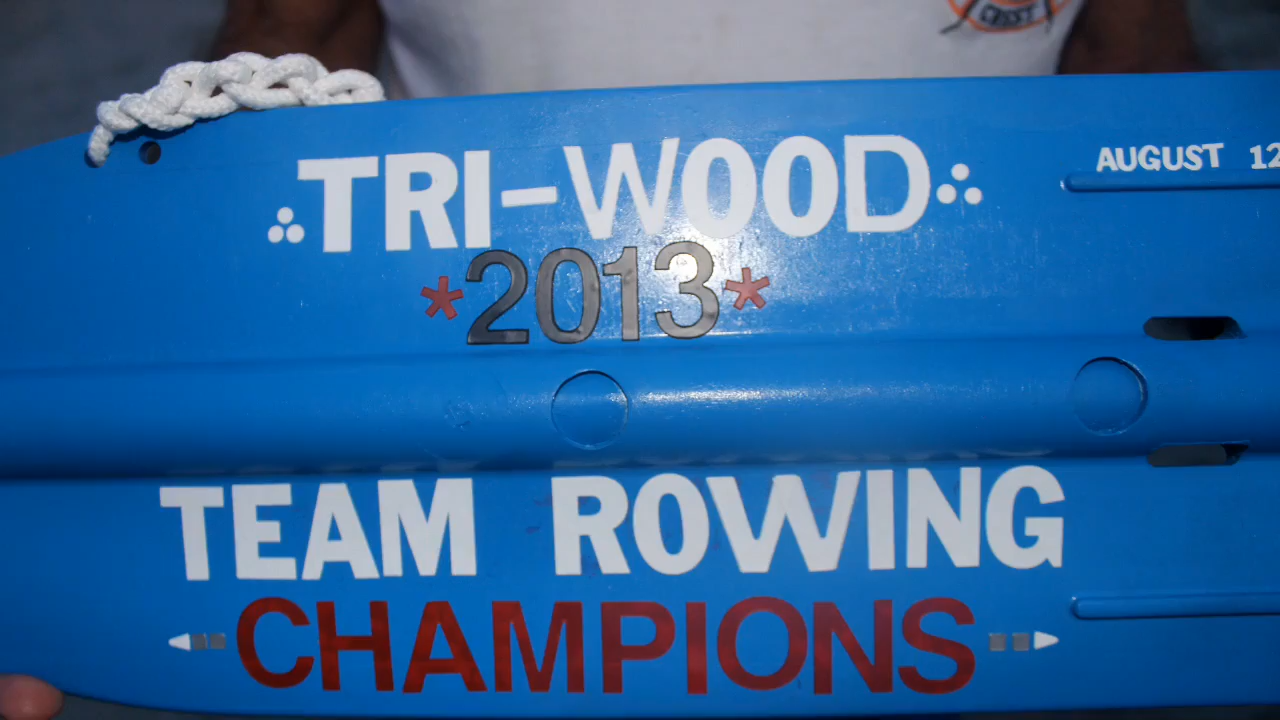 TRI-WOOD
*2013*
AUGUST 12
TEAM ROWING
CHAMPIONS